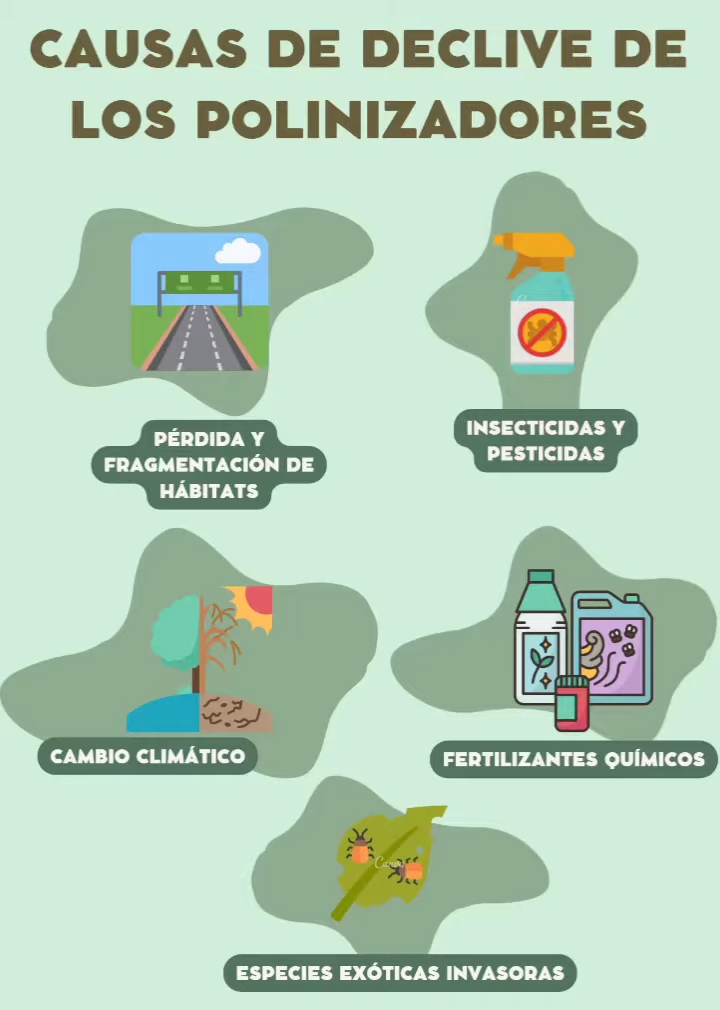 CAUSAS DE DECLIVE DE
LOS POLINIZADORES
PÉRDIDA Y
FRAGMENTACIÓN DE
HÁBITATS
INSECTICIDAS Y
PESTICIDAS
CAMBIO CLIMÁTICO
FERTILIZANTES QUÍMICOS
Canva
ESPECIES EXÓTICAS INVASORAS